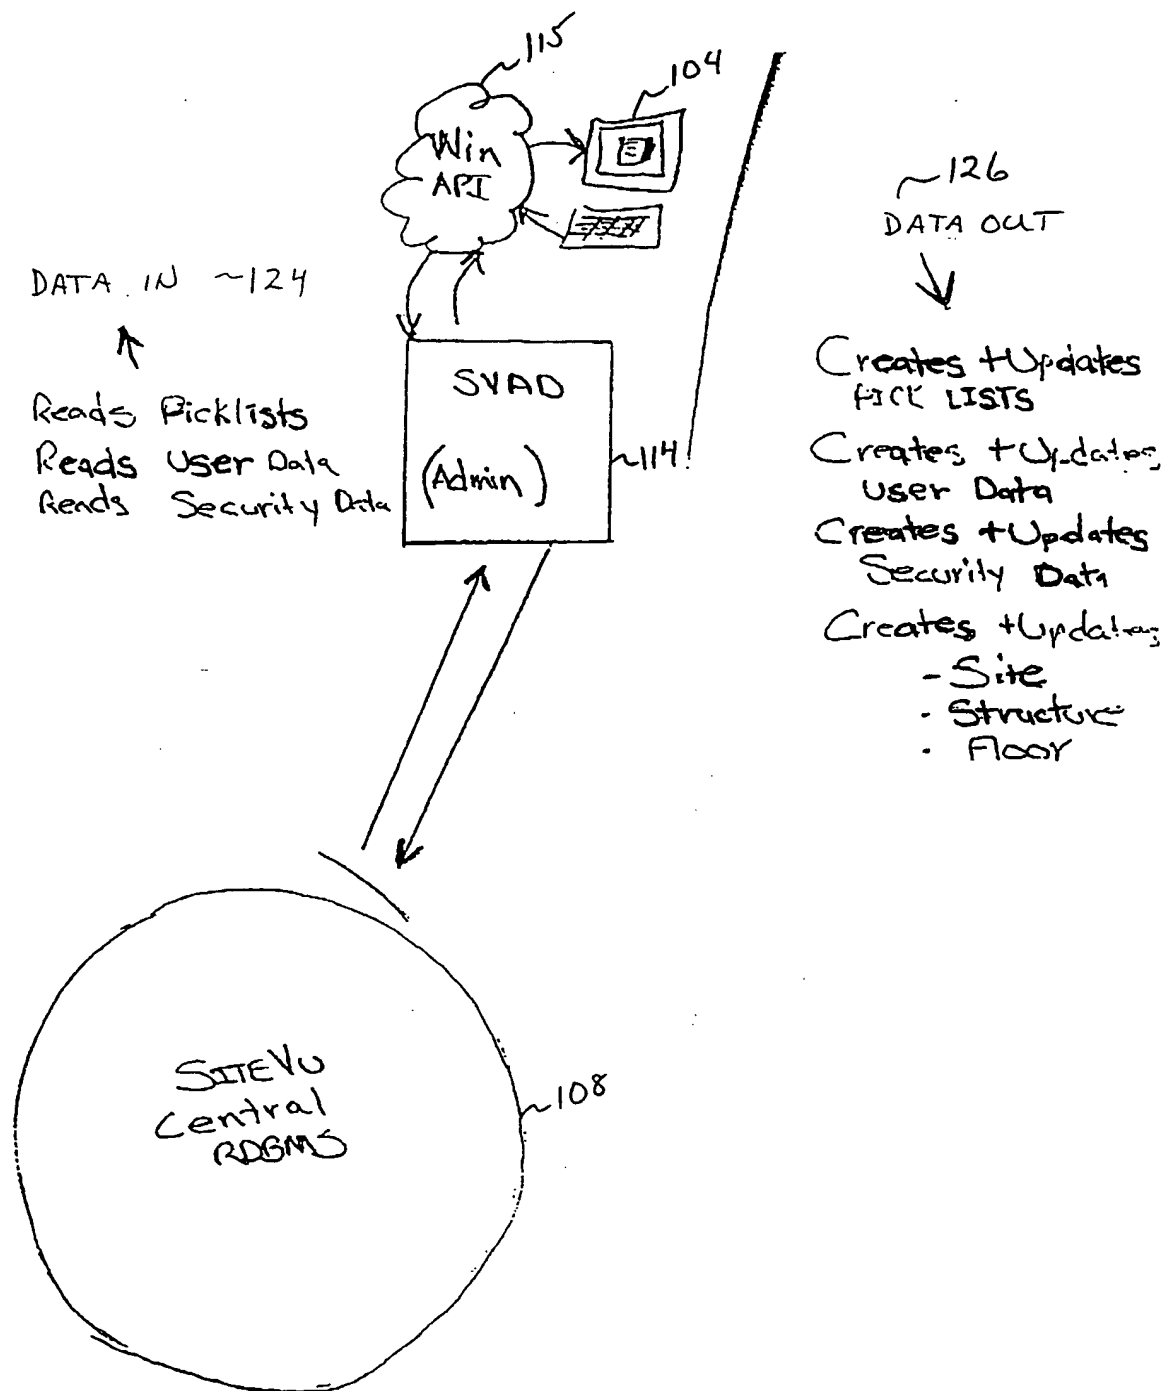 115
104
Win
API
~126
DATA OUT
DATA IN ~124
SVAD
(Admin)
~114
Reads Picklists
Reads User Data
Reads Security Data
Creates + Updates
PICK LISTS
Creates + Updates
User Data
Creates + Updates
Security Data
Creates + Updates
- Site
· Structure
· Floor
SITEVU
Central
RDBMS
~108